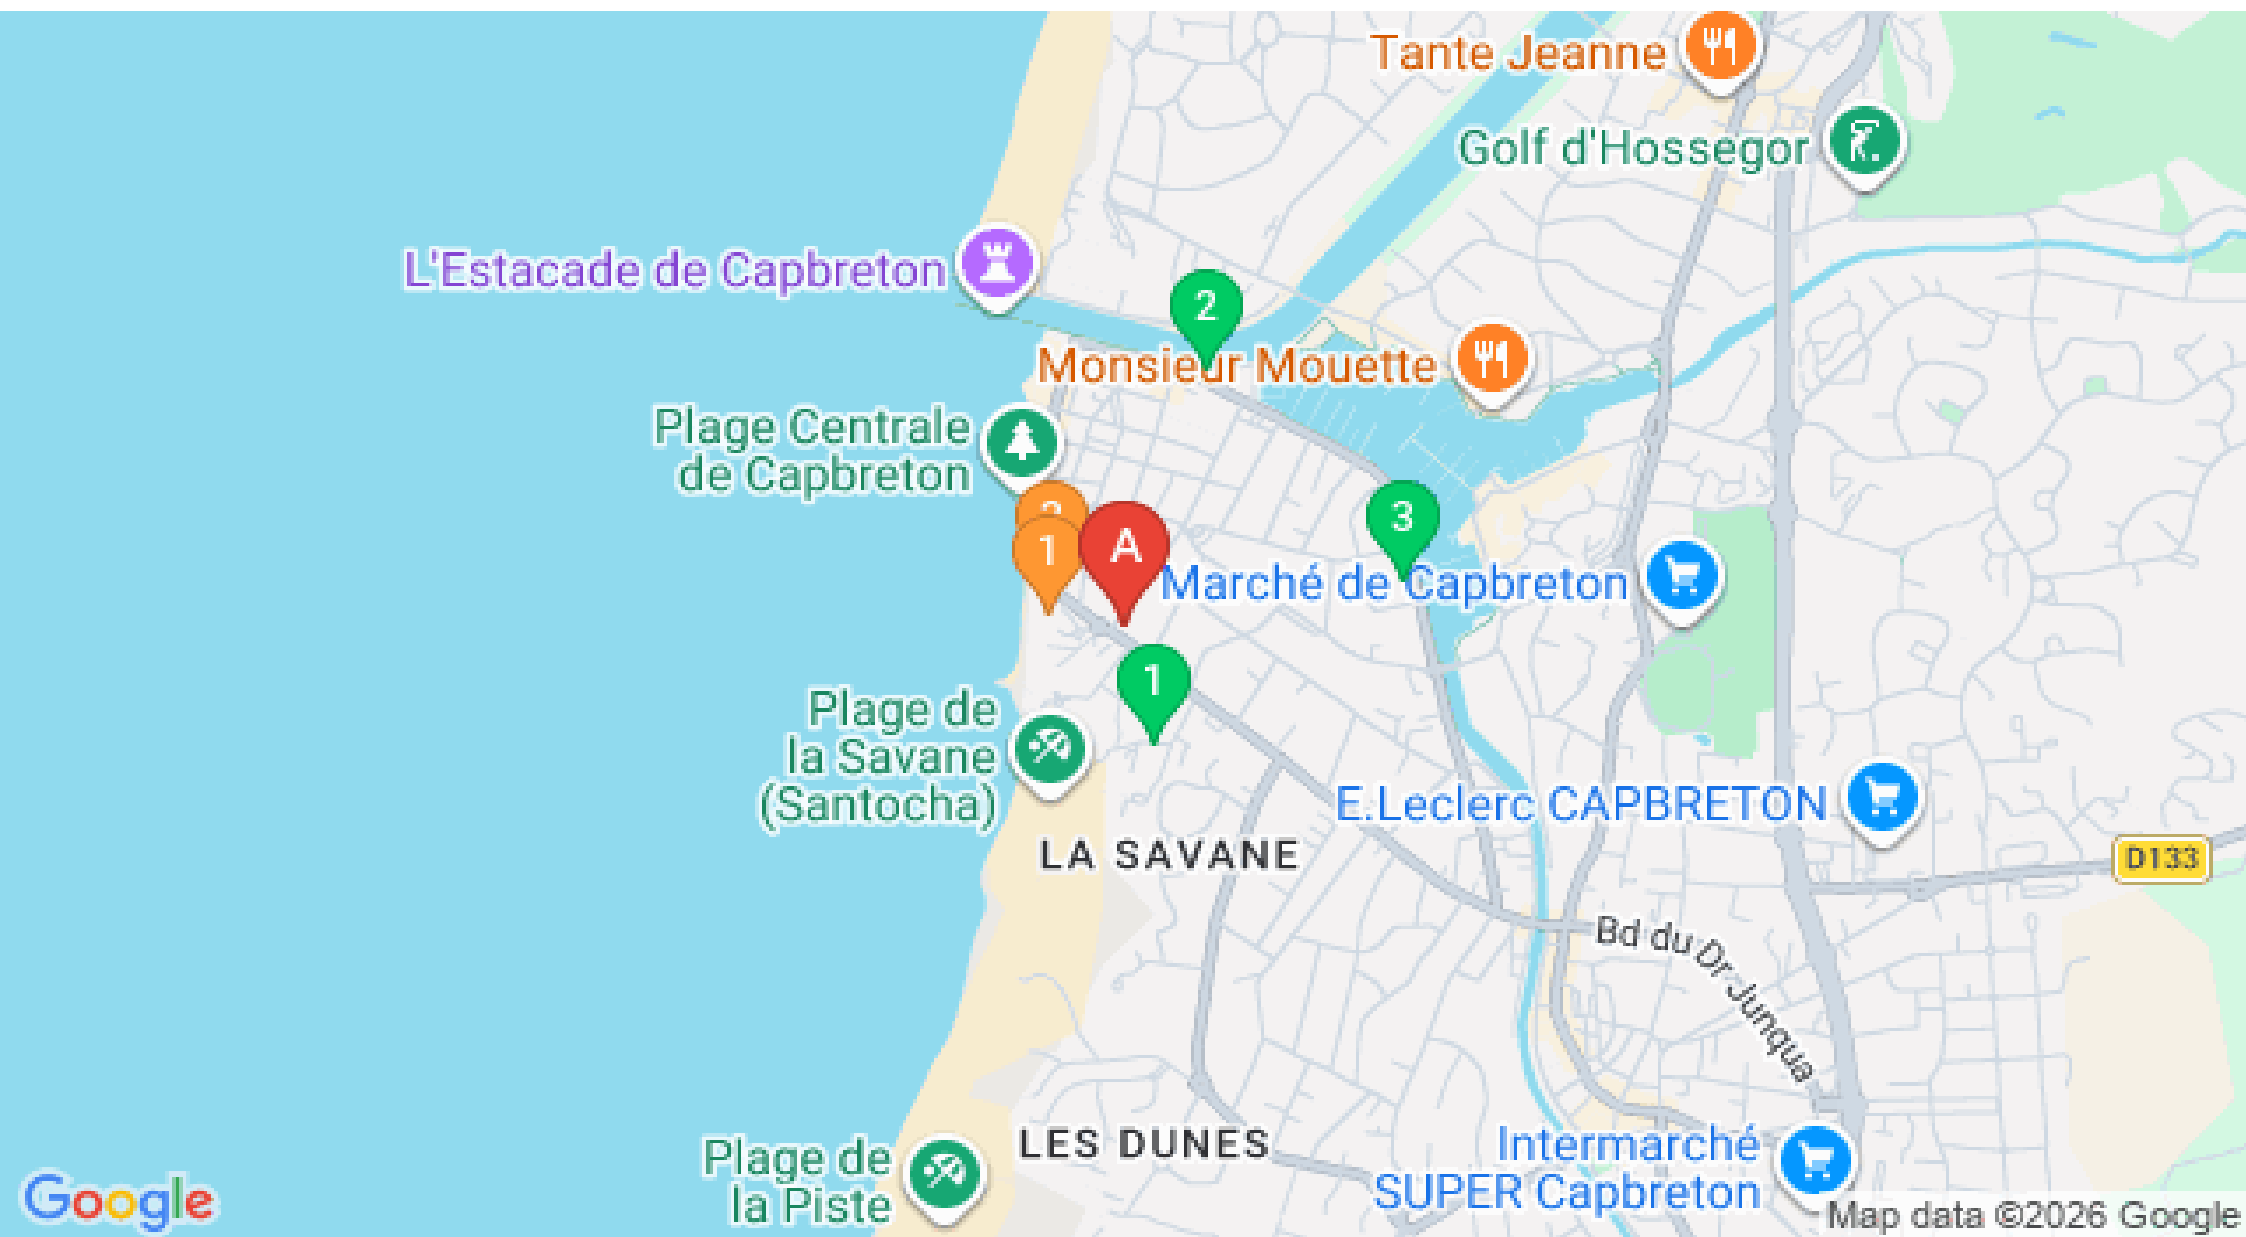 Tante Jeanne
Golf d'Hossegor
L'Estacade de Capbreton
2
Monsieur Mouette
Plage Centrale
de Capbreton
3
1
A
Marché de Capbreton
1
Plage de
la Savane
(Santocha)
E.Leclerc CAPBRETON
LA SAVANE
D133
Bd du Dr Junqua
LES DUNES
Plage de
la Piste
Intermarché
SUPER Capbreton
Google
Map data ©2026 Google